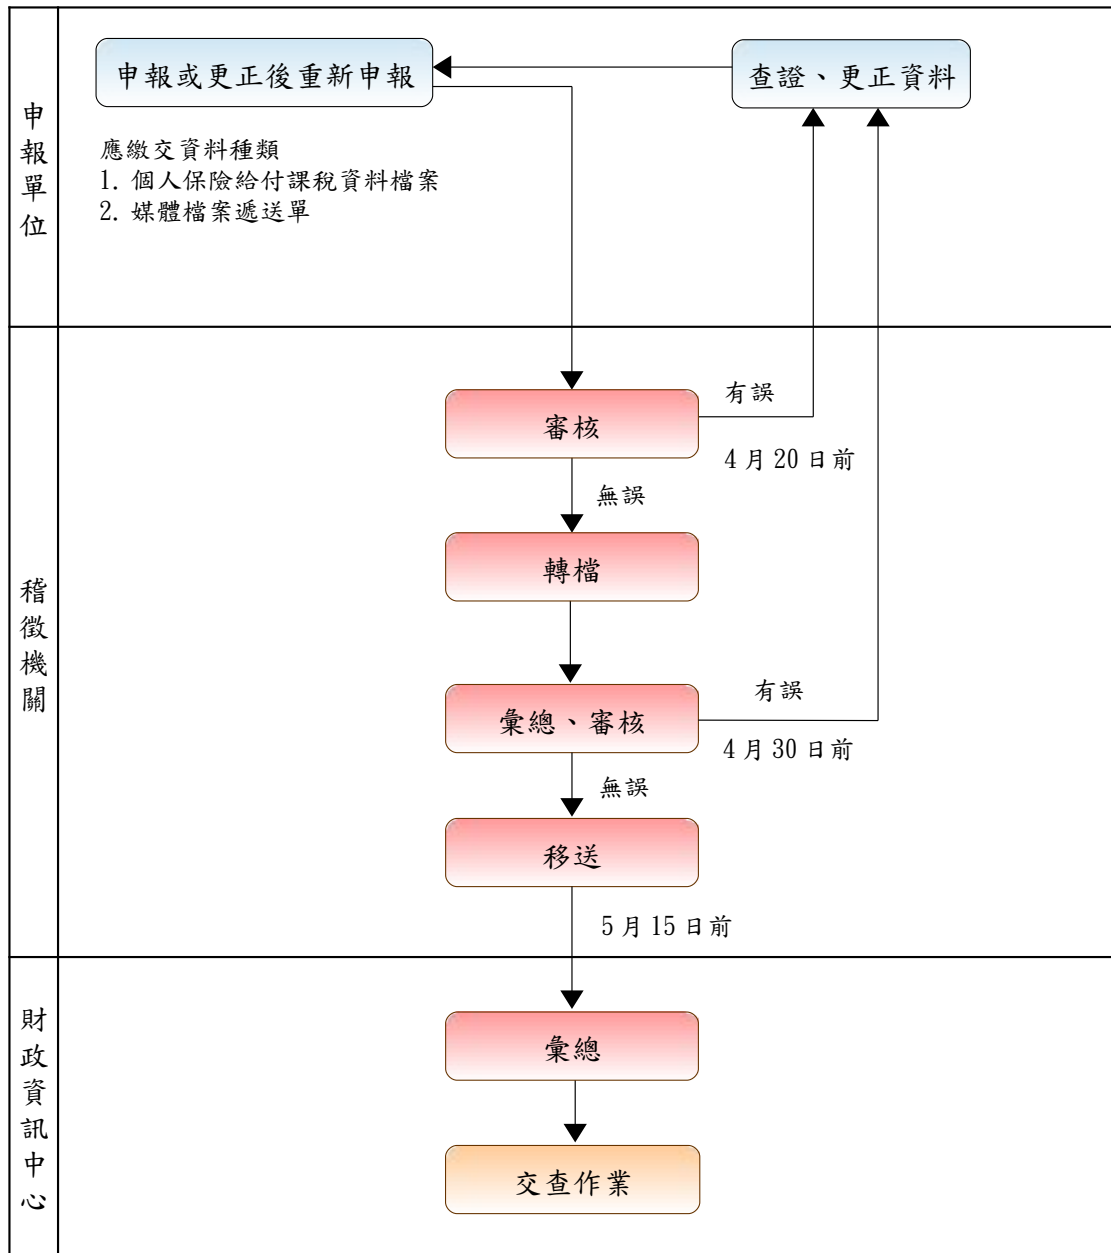 申報單位
申報或更正後重新申報
查證、更正資料
應繳交資料種類
1. 個人保險給付課稅資料檔案
2. 媒體檔案遞送單
稽徵機關
審核
有誤
4月20日前
無誤
轉檔
彙總、審核
有誤
4月30日前
無誤
移送
5月15日前
財政資訊中心
彙總
交查作業